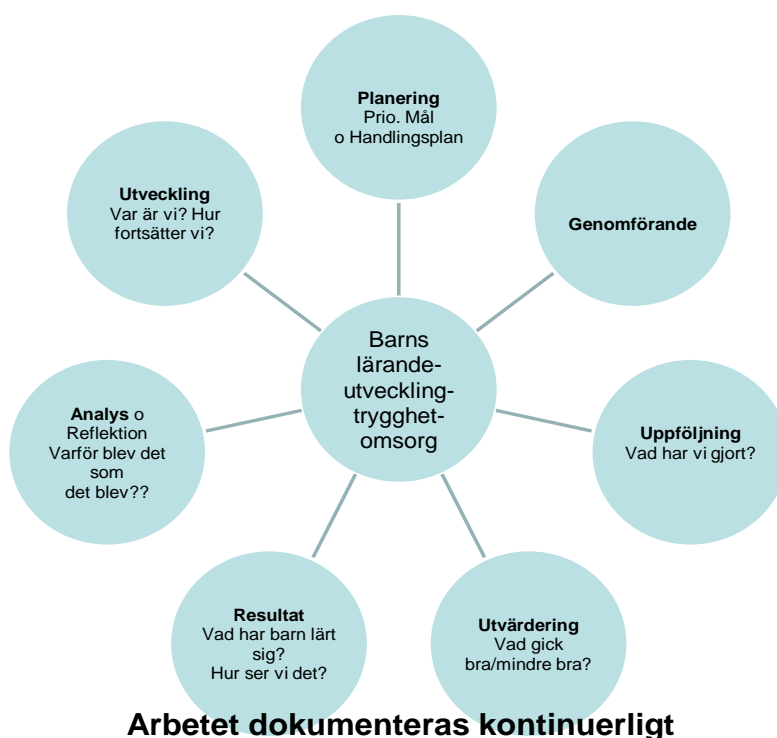 Planering
Prio. Mål
o Handlingsplan
Genomförande
Uppföljning
Vad har vi gjort?
Utvärdering
Vad gick
bra/mindre bra?
Resultat
Vad har barn lärt
sig?
Hur ser vi det?
Analys o
Reflektion
Varför blev det
som
det blev??
Utveckling
Var är vi? Hur
fortsätter vi?
Barns
lärande-
utveckling-
trygghet-
omsorg
Arbetet dokumenteras kontinuerligt